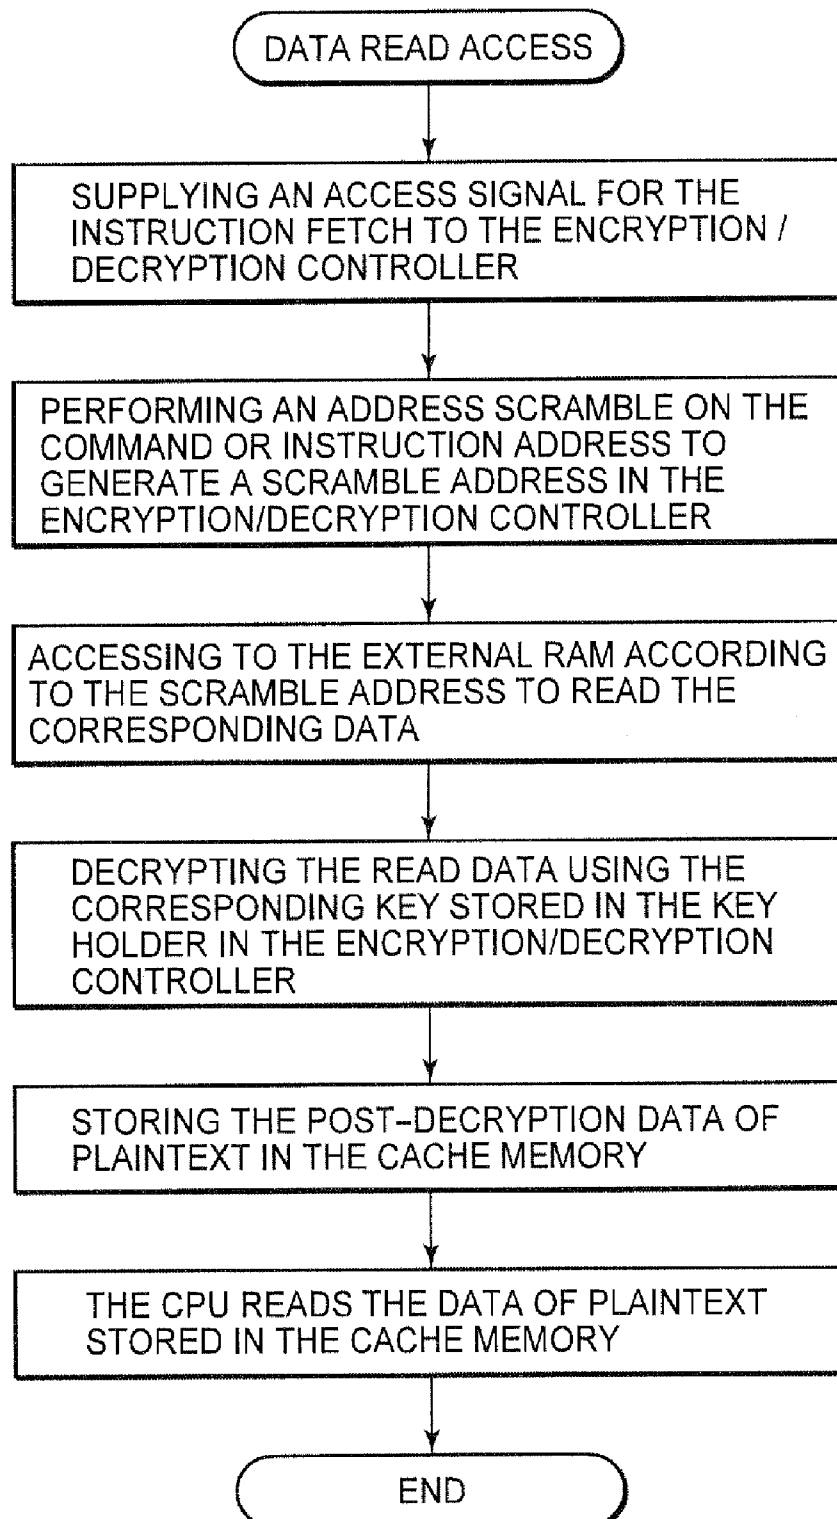 DATA READ ACCESS
SUPPLYING AN ACCESS SIGNAL FOR THE
INSTRUCTION FETCH TO THE ENCRYPTION /
DECRYPTION CONTROLLER
PERFORMING AN ADDRESS SCRAMBLE ON THE
COMMAND OR INSTRUCTION ADDRESS TO
GENERATE A SCRAMBLE ADDRESS IN THE
ENCRYPTION/DECRYPTION CONTROLLER
ACCESSING TO THE EXTERNAL RAM ACCORDING
TO THE SCRAMBLE ADDRESS TO READ THE
CORRESPONDING DATA
DECRYPTING THE READ DATA USING THE
CORRESPONDING KEY STORED IN THE KEY
HOLDER IN THE ENCRYPTION/DECRYPTION
CONTROLLER
STORING THE POST-DECRYPTION DATA OF
PLAINTEXT IN THE CACHE MEMORY
THE CPU READS THE DATA OF PLAINTEXT
STORED IN THE CACHE MEMORY
END